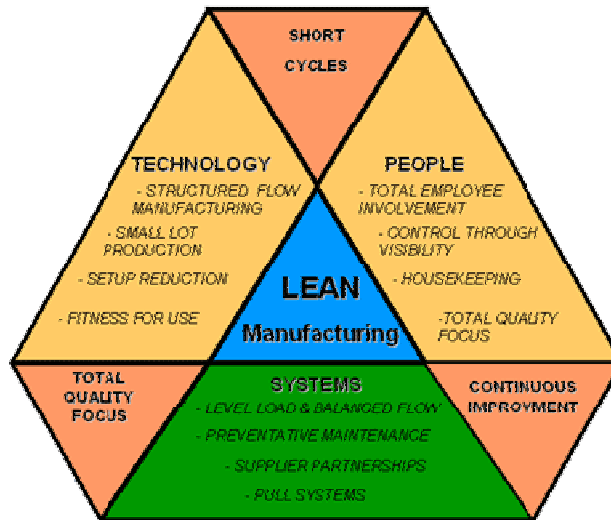 SHORT
CYCLES
TECHNOLOGY
- STRUCTURED FLOW
MANUFACTURING
- SMALL LOT
PRODUCTION
- SETUP REDUCTION
- FITNESS FOR USE
PEOPLE
- TOTAL EMPLOYEE
INVOLVEMENT
- CONTROL THROUGH
VISIBILITY
- HOUSEKEEPING
-TOTAL QUALITY
FOCUS
LEAN
Manufacturing
TOTAL
QUALITY
FOCUS
SYSTEMS
- LEVEL LOAD & BALANCED FLOW
- PREVENTATIVE MAINTENANCE
- SUPPLIER PARTNERSHIPS
- PULL SYSTEMS
CONTINUOUS
IMPROVMENT